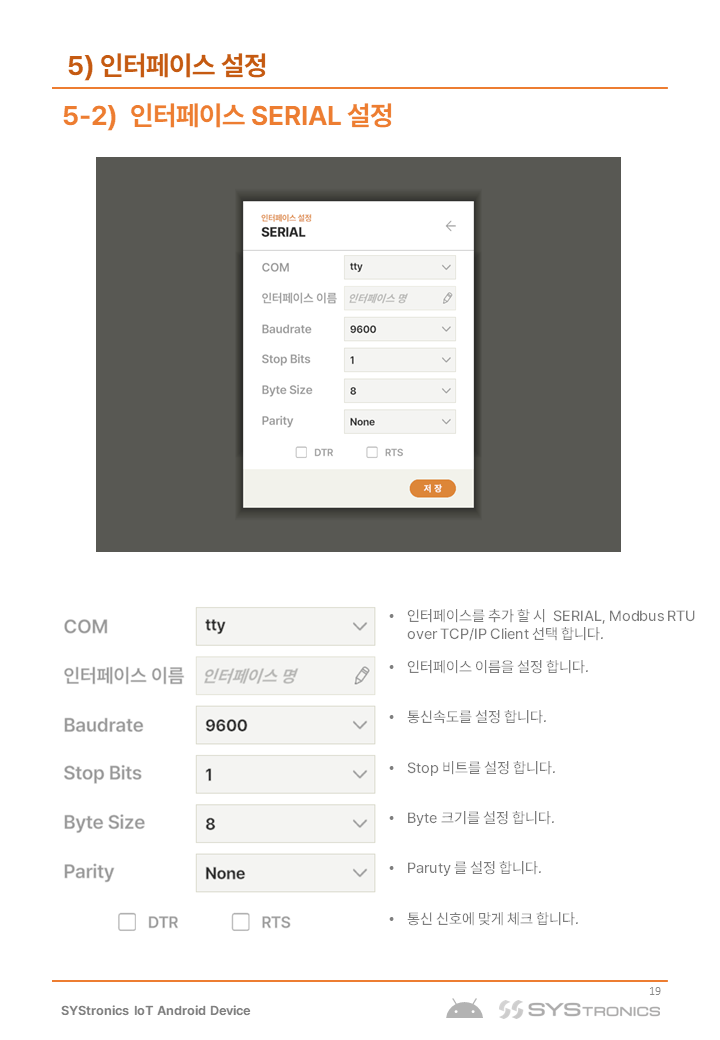 5) 인터페이스 설정
5-2) 인터페이스 SERIAL 설정
인터페이스 설정
SERIAL
COM
tty
인터페이스 이름
인터페이스 명
Baudrate
9600
Stop Bits
1
Byte Size
8
Parity
None
DTR
RTS
저 장
COM
tty
• 인터페이스를 추가 할 시 SERIAL, Modbus RTU
over TCP/IP Client 선택 합니다.
인터페이스 이름
인터페이스 명
• 인터페이스 이름을 설정 합니다.
Baudrate
9600
• 통신속도를 설정 합니다.
Stop Bits
1
• Stop 비트를 설정 합니다.
Byte Size
8
• Byte 크기를 설정 합니다.
Parity
None
• Paruty 를 설정 합니다.
DTR
RTS
• 통신 신호에 맞게 체크 합니다.
19
SYStronics IoT Android Device
SYSTRONICS